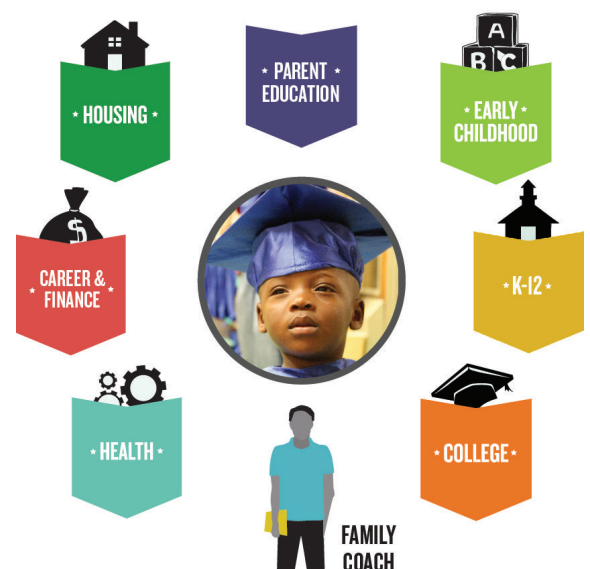 HOUSING
PARENT
EDUCATION
A
B C
EARLY
CHILDHOOD
$
CAREER &
FINANCE
K-12
HEALTH
COLLEGE
FAMILY
COACH